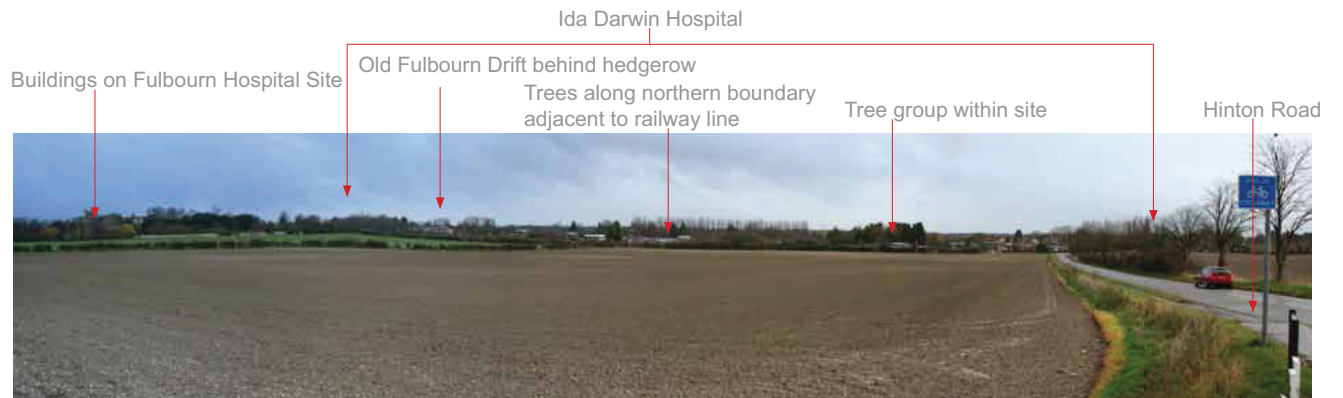 Ida Darwin Hospital
Buildings on Fulbourn Hospital Site
Old Fulbourn Drift behind hedgerow
Trees along northern boundary
adjacent to railway line
Tree group within site
Hinton Road